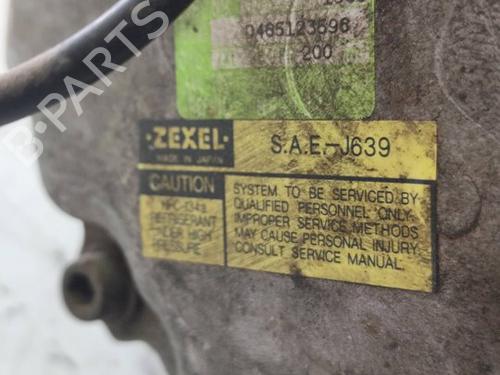 0465123696
200
ZEXEL
MADE IN JAPAN
S.A.E.-J639
CAUTION
HFC-134a
REFRIGERANT
UNDER HIGH
PRESSURE
SYSTEM TO BE SERVICED BY
QUALIFIED PERSONNEL ONLY.
IMPROPER SERVICE METHODS
MAY CAUSE PERSONAL INJURY.
CONSULT SERVICE MANUAL.
B-PARTS